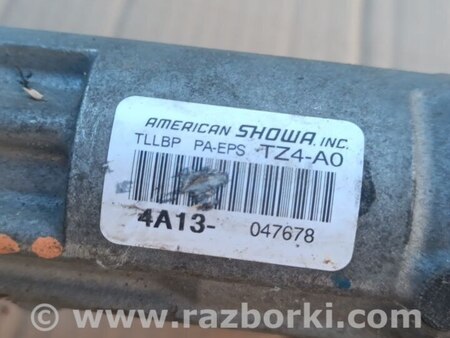 AMERICAN SHOWA, INC.
TLLBP PA-EPS TZ4-A0
4A13- 047678
© www.razborki.com